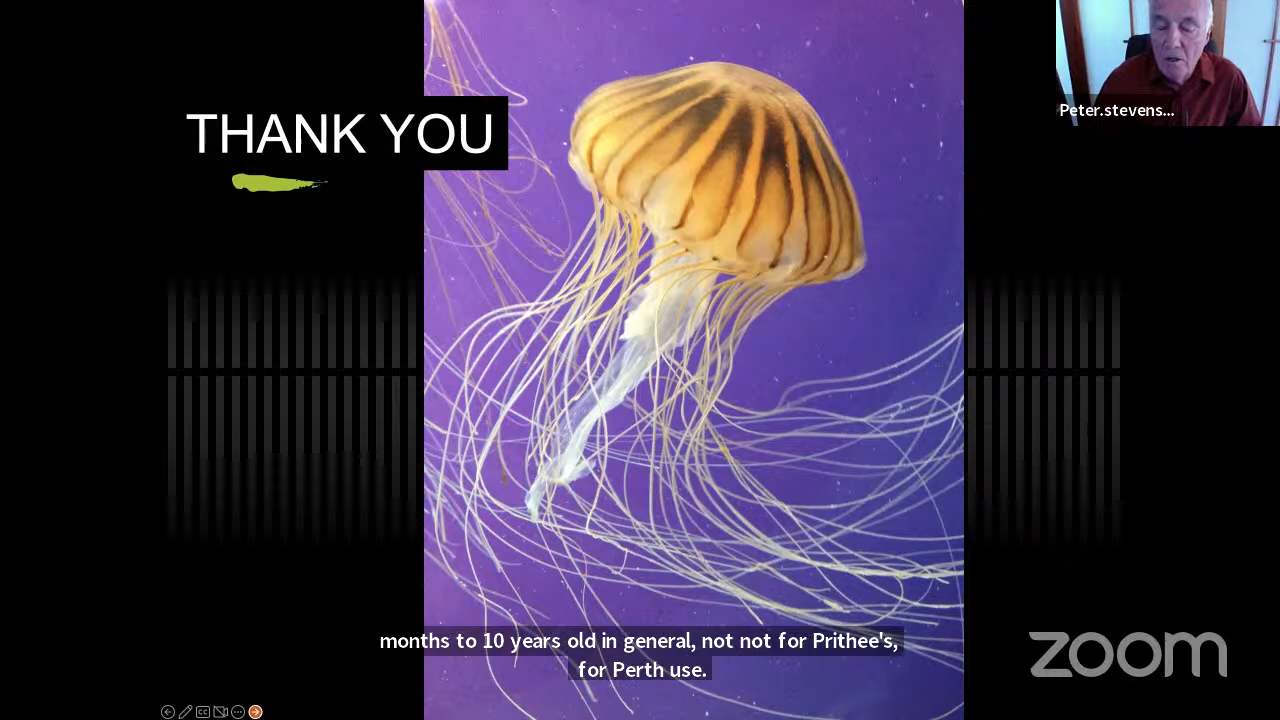 THANK YOU
Peter.stevens...
months to 10 years old in general, not not for Prithee's,
for Perth use.
zoom
CC